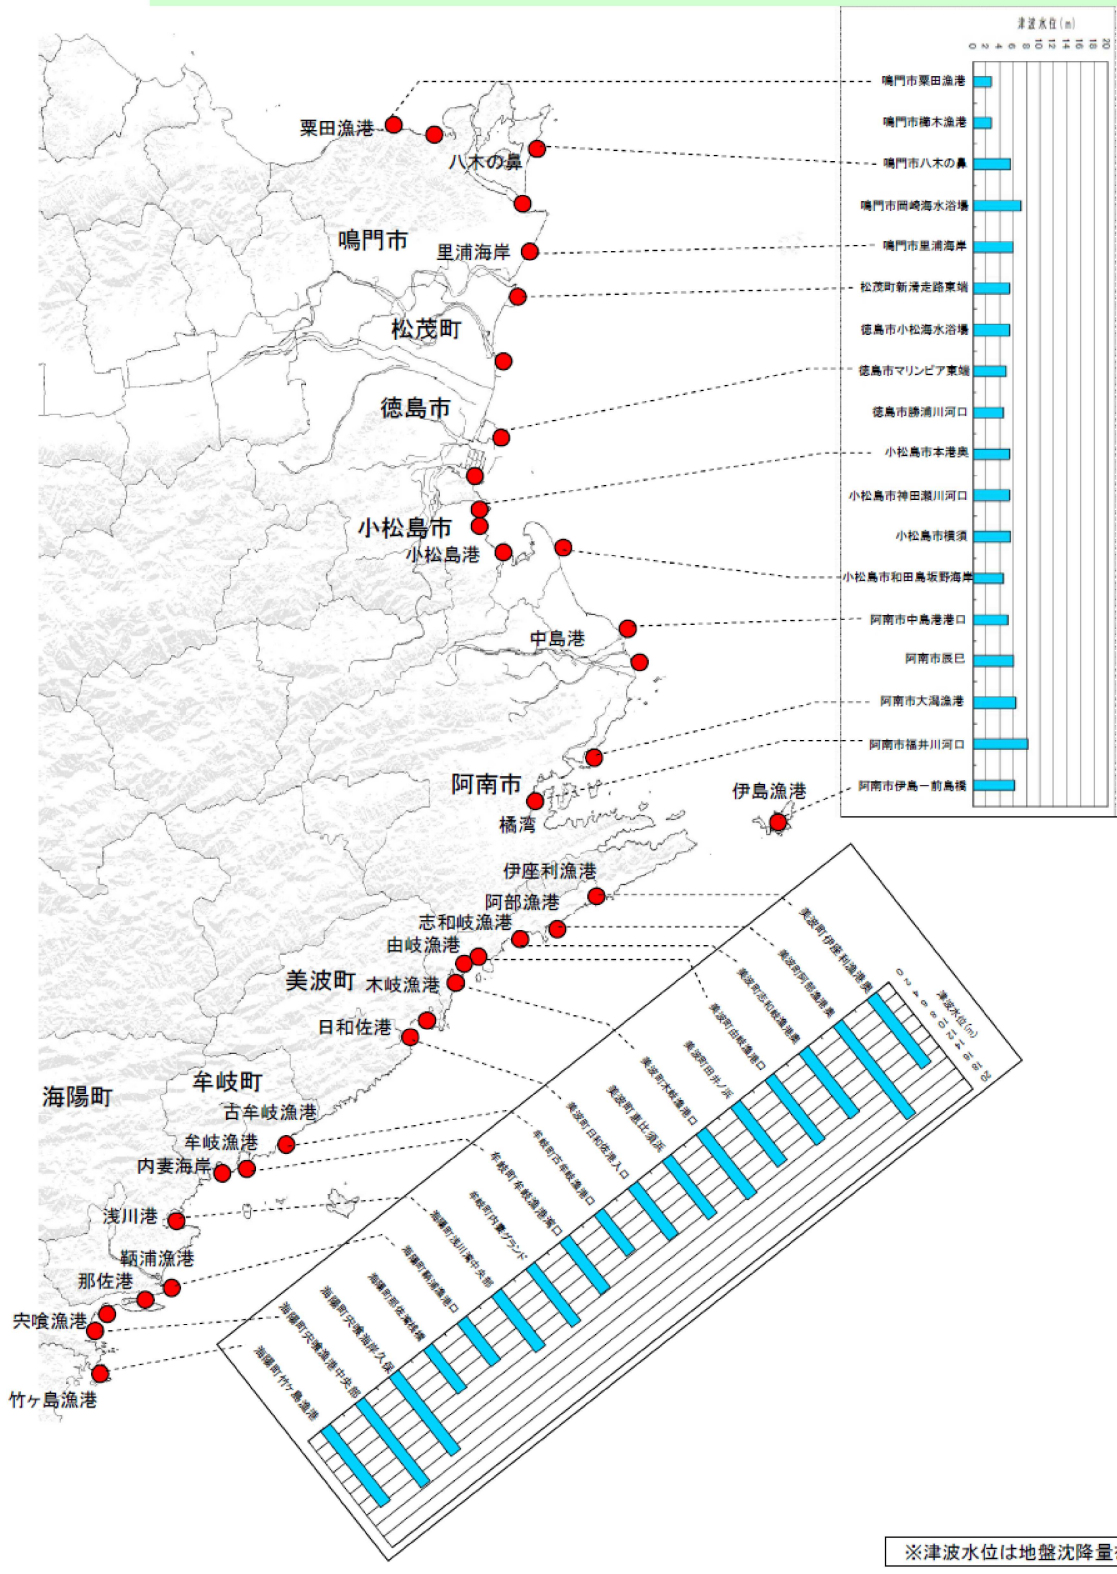 津波水位(m)
0 2 4 6 8 10 12 14 16 18 20
鳴門市粟田漁港
鳴門市櫛木漁港
鳴門市八木の鼻
鳴門市岡崎海水浴場
鳴門市里浦海岸
松茂町新滑走路東端
徳島市小松海水浴場
徳島市マリンピア東端
徳島市勝浦川河口
小松島市本港奥
小松島市神田瀬川河口
小松島市横須
小松島市和田島坂野海岸
阿南市中島港港口
阿南市辰巳
阿南市大潟漁港
阿南市福井川河口
阿南市伊島－前島橋
粟田漁港
八木の鼻
鳴門市
里浦海岸
松茂町
徳島市
小松島市
小松島港
中島港
阿南市
橘湾
伊島漁港
伊座利漁港
阿部漁港
志和岐漁港
由岐漁港
美波町
木岐漁港
日和佐港
牟岐町
海陽町
古牟岐漁港
牟岐漁港
内妻海岸
浅川港
鞆浦漁港
那佐港
宍喰漁港
竹ヶ島漁港
津波水位(m)
0 2 4 6 8 10 12 14 16 18 20
美波町伊座利漁港奥
美波町阿部漁港奥
美波町志和岐漁港奥
美波町由岐漁港口
美波町田井ノ浜
美波町木岐漁港口
美波町恵比須浜
美波町日和佐港入口
牟岐町古牟岐漁港口
牟岐町牟岐漁港湾口
牟岐町内妻グランド
海陽町浅川湾中央部
海陽町鞆浦漁港口
海陽町那佐湾桟橋
海陽町宍喰海岸久保
海陽町宍喰漁港中央部
海陽町竹ヶ島漁港
※津波水位は地盤沈降量